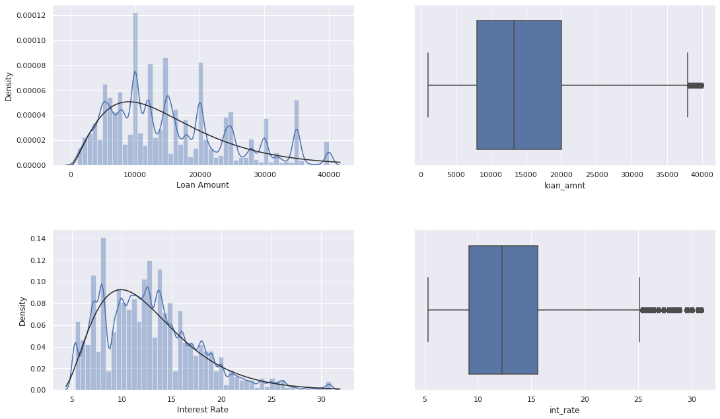 0.00012
0.00010
0.00008
0.00006
0.00004
0.00002
0.00000
Density
0 10000 20000 30000 40000
Loan Amount
0 5000 10000 15000 20000 25000 30000 35000 40000
loan_amnt
0.14
0.12
0.10
0.08
0.06
0.04
0.02
0.00
Density
5 10 15 20 25 30
Interest Rate
5 10 15 20 25 30
int_rate